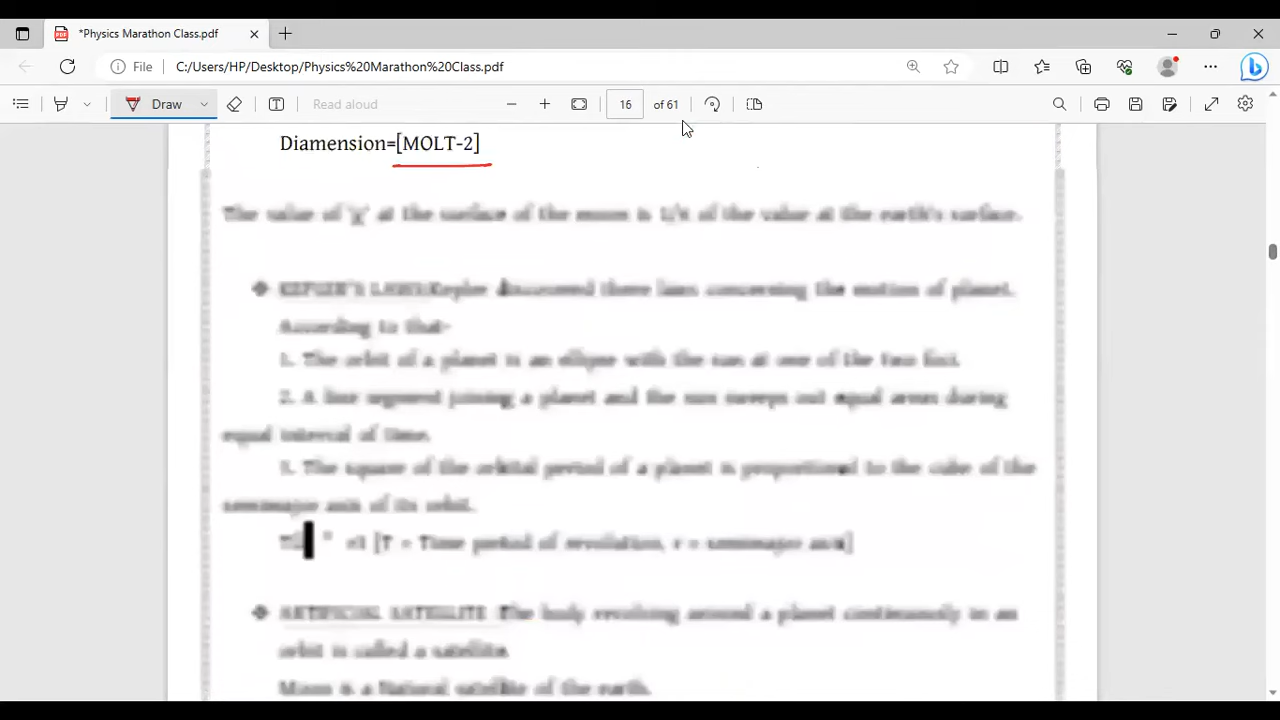 *Physics Marathon Class.pdf
File C:/Users/HP/Desktop/Physics%20Marathon%20Class.pdf
Draw Read aloud 16 of 61
Diamension=[MOLT-2]
The value of 'g' at the surface of the moon is 1/6 of the value at the earth's surface.
KEPLER'S LAWS:Kepler discovered three laws concerning the motion of planet.
According to that-
1. The orbit of a planet is an ellipse with the sun at one of the two foci.
2. A line segment joining a planet and the sun sweeps out equal areas during
equal interval of time.
3. The square of the orbital period of a planet is proportional to the cube of the
semimajor axis of its orbit.
[T = Time period of revolution, r = semimajor axis]
ARTIFICIAL SATELLITE The body revolving around a planet continuously in an
orbit is called a satellite.
Moon is a Natural satellite of the earth.